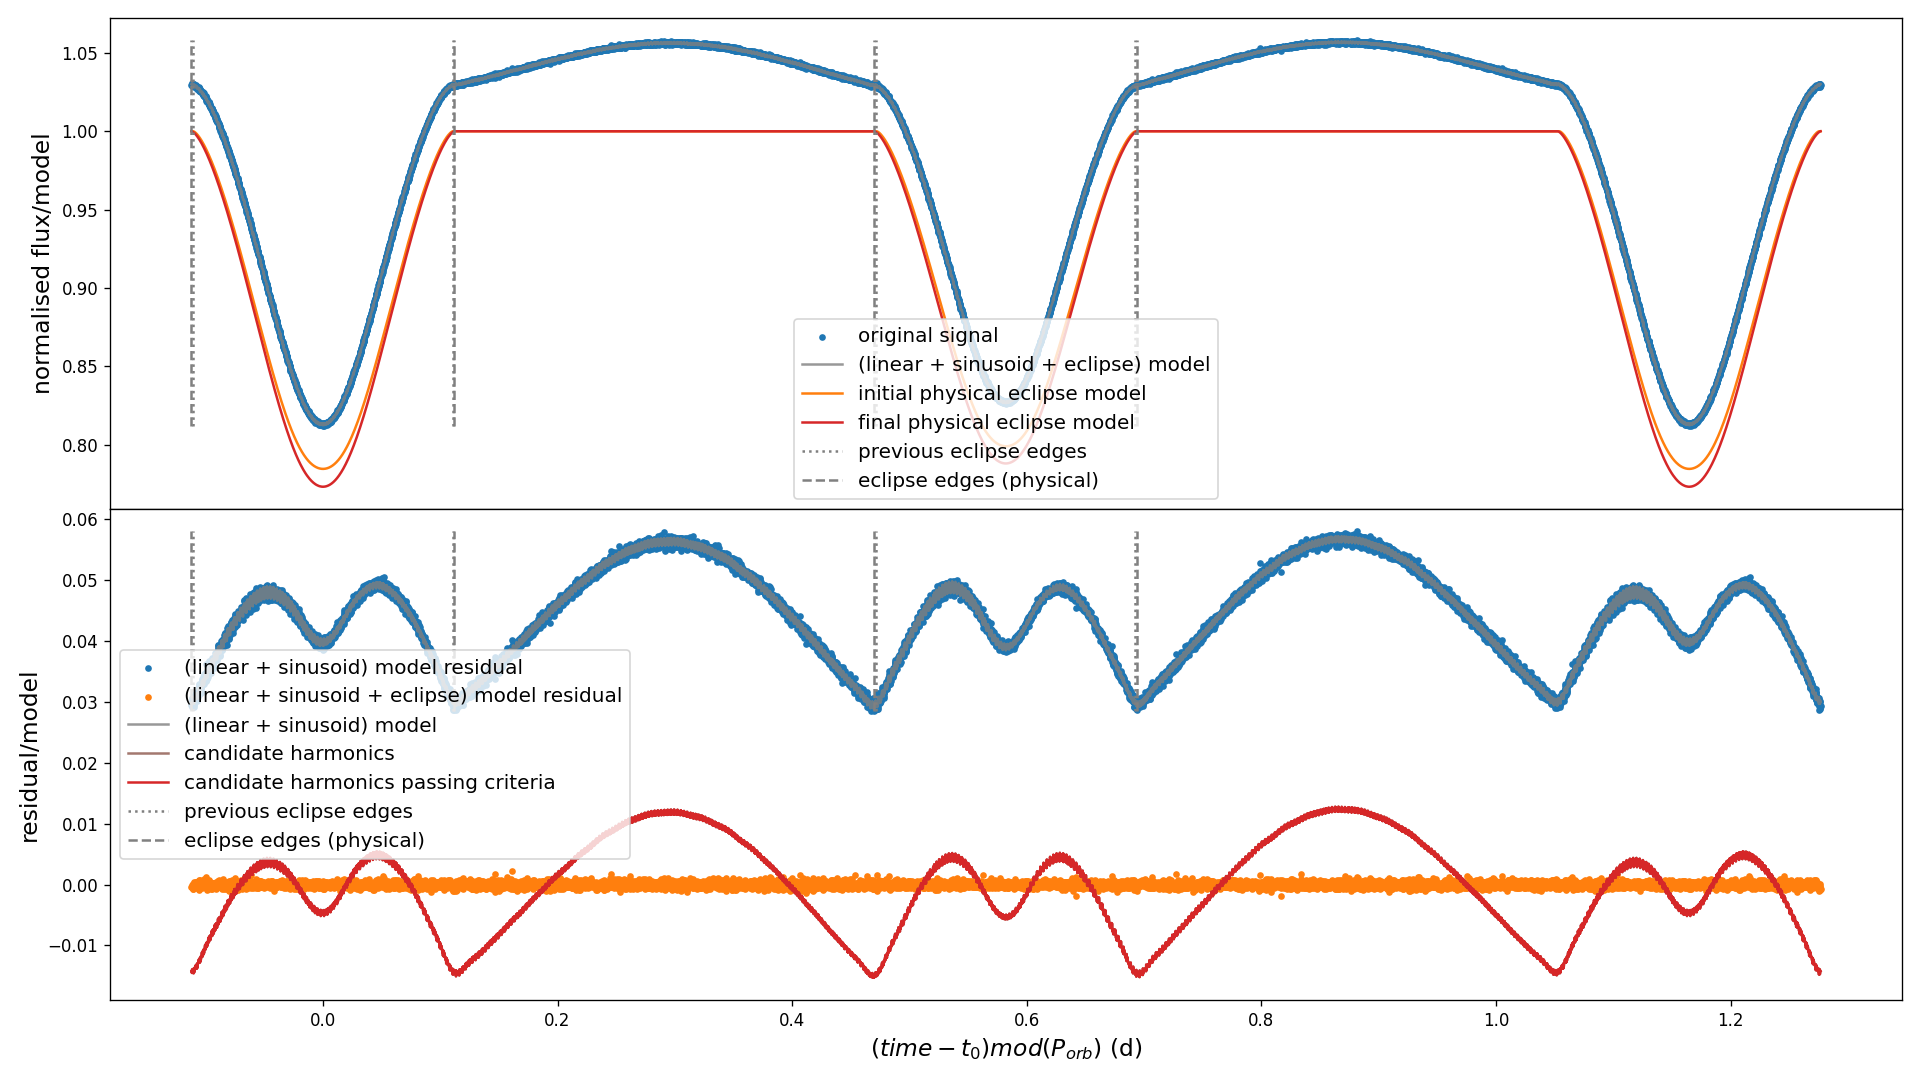 1.05
1.00
0.95
0.90
0.85
0.80
normalised flux/model
original signal
(linear + sinusoid + eclipse) model
initial physical eclipse model
final physical eclipse model
previous eclipse edges
eclipse edges (physical)
0.06
0.05
0.04
0.03
0.02
0.01
0.00
−0.01
residual/model
(linear + sinusoid) model residual
(linear + sinusoid + eclipse) model residual
(linear + sinusoid) model
candidate harmonics
candidate harmonics passing criteria
previous eclipse edges
eclipse edges (physical)
0.0 0.2 0.4 0.6 0.8 1.0 1.2
(time − t₀)mod(P_orb) (d)